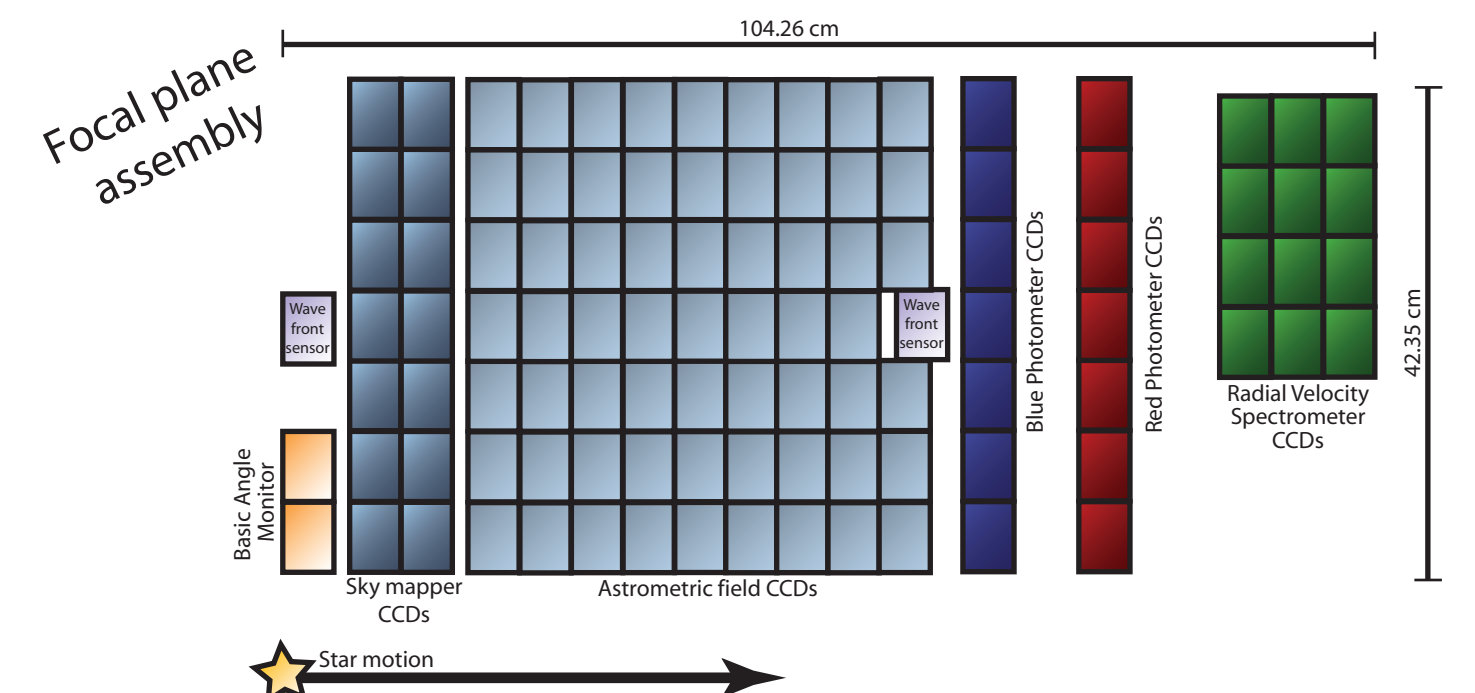 104.26 cm
Focal plane
assembly
Wave
front
sensor
Wave
front
sensor
Blue Photometer CCDs
Red Photometer CCDs
42.35 cm
Radial Velocity
Spectrometer
CCDs
Basic Angle
Monitor
Sky mapper
CCDs
Astrometric field CCDs
Star motion